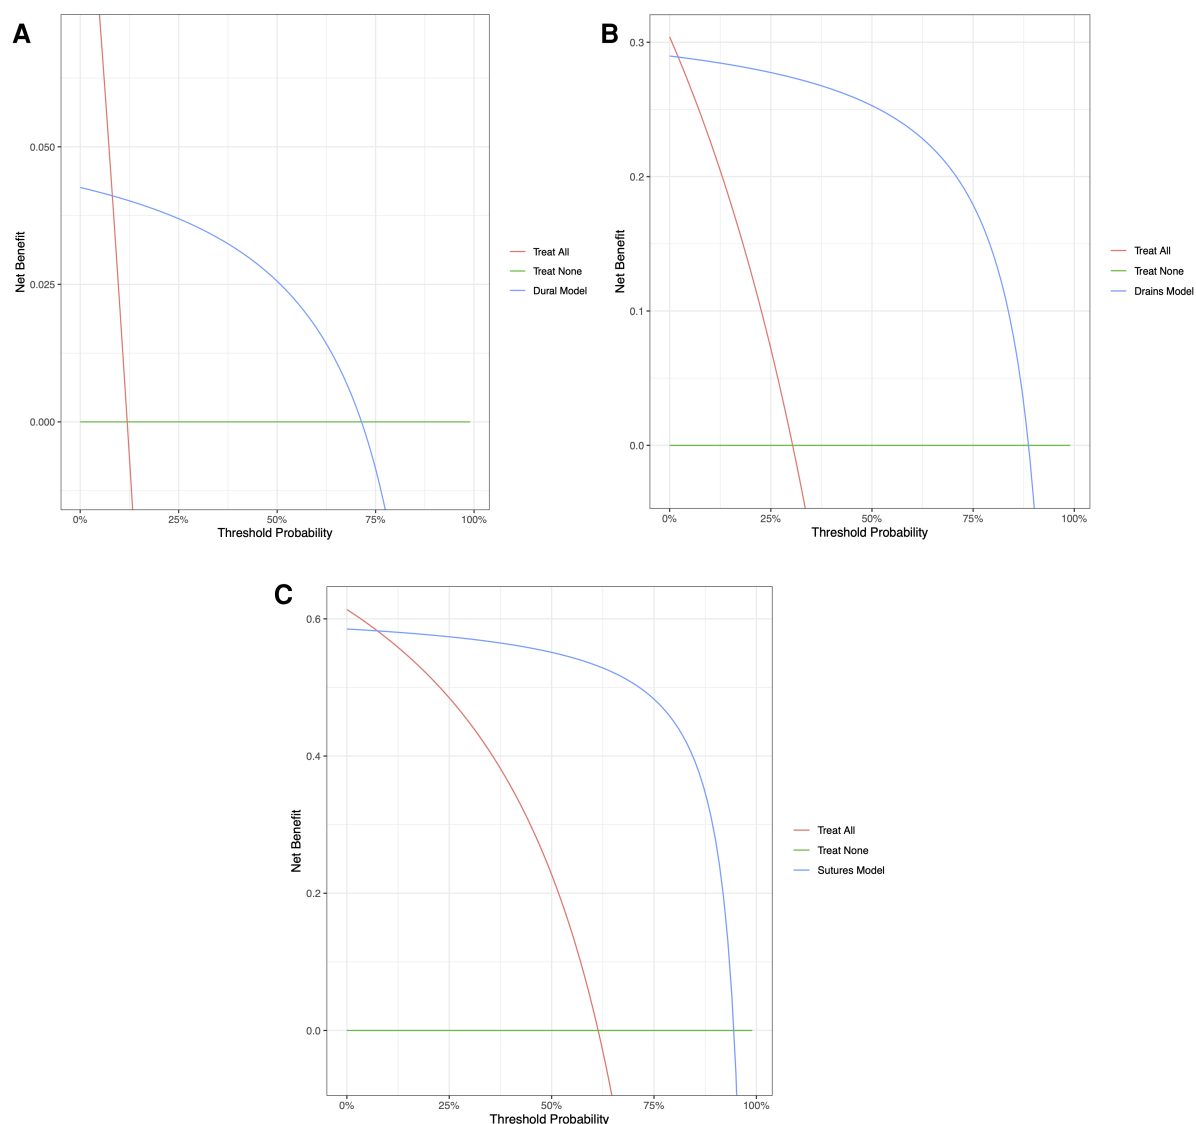 A
0.050
0.025
0.000
Net Benefit
0% 25% 50% 75% 100%
Threshold Probability
Treat All
Treat None
Dural Model
B
0.3
0.2
0.1
0.0
Net Benefit
0% 25% 50% 75% 100%
Threshold Probability
Treat All
Treat None
Drains Model
C
0.6
0.4
0.2
0.0
Net Benefit
0% 25% 50% 75% 100%
Threshold Probability
Treat All
Treat None
Sutures Model